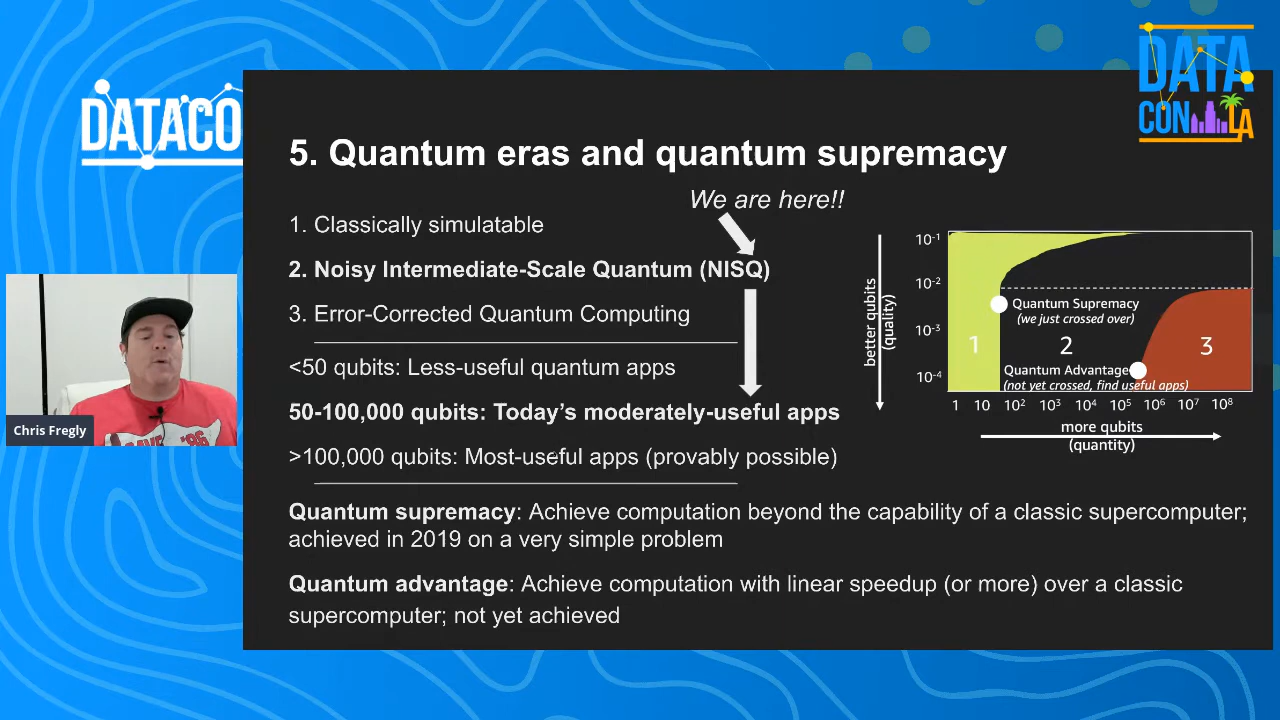 DATACO
DATA
CON LA
5. Quantum eras and quantum supremacy
We are here!!
1. Classically simulatable
2. Noisy Intermediate-Scale Quantum (NISQ)
3. Error-Corrected Quantum Computing
<50 qubits: Less-useful quantum apps
50-100,000 qubits: Today's moderately-useful apps
>100,000 qubits: Most-useful apps (provably possible)
Quantum supremacy: Achieve computation beyond the capability of a classic supercomputer;
achieved in 2019 on a very simple problem
Quantum advantage: Achieve computation with linear speedup (or more) over a classic
supercomputer; not yet achieved
better qubits
(quality)
10⁻¹
10⁻²
10⁻³
10⁻⁴
Quantum Supremacy
(we just crossed over)
1
2
3
Quantum Advantage
(not yet crossed, find useful apps)
1 10 10² 10³ 10⁴ 10⁵ 10⁶ 10⁷ 10⁸
more qubits
(quantity)
Chris Fregly